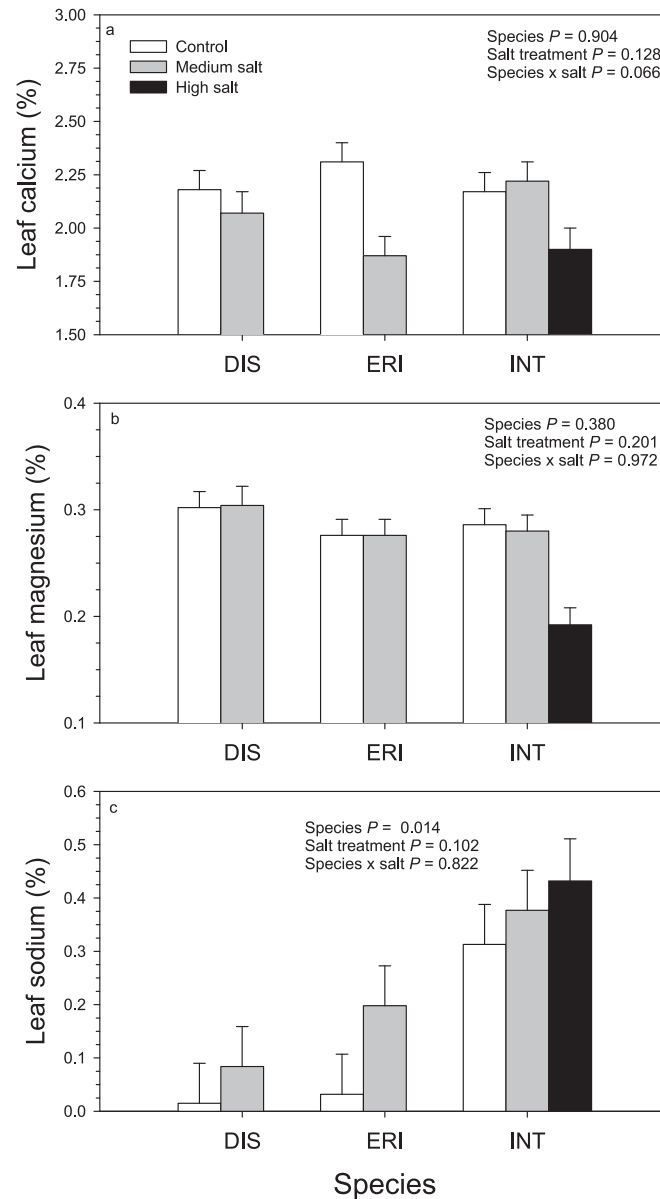 a
Control
Medium salt
High salt
Species P = 0.904
Salt treatment P = 0.128
Species x salt P = 0.066
3.00
2.75
2.50
2.25
2.00
1.75
1.50
Leaf calcium (%)
DIS ERI INT
b
Species P = 0.380
Salt treatment P = 0.201
Species x salt P = 0.972
0.4
0.3
0.2
0.1
Leaf magnesium (%)
DIS ERI INT
c
Species P = 0.014
Salt treatment P = 0.102
Species x salt P = 0.822
0.6
0.5
0.4
0.3
0.2
0.1
0.0
Leaf sodium (%)
DIS ERI INT
Species